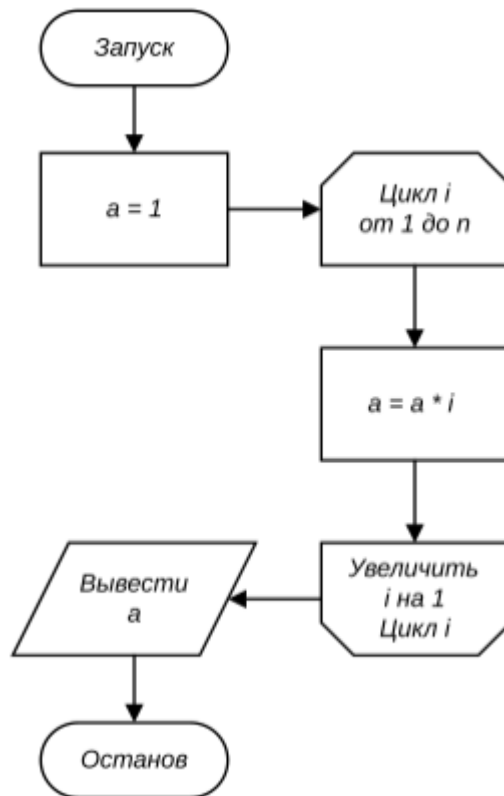 Запуск
a = 1
Цикл i
от 1 до n
a = a * i
Увеличить
i на 1
Цикл i
Вывести
a
Останов